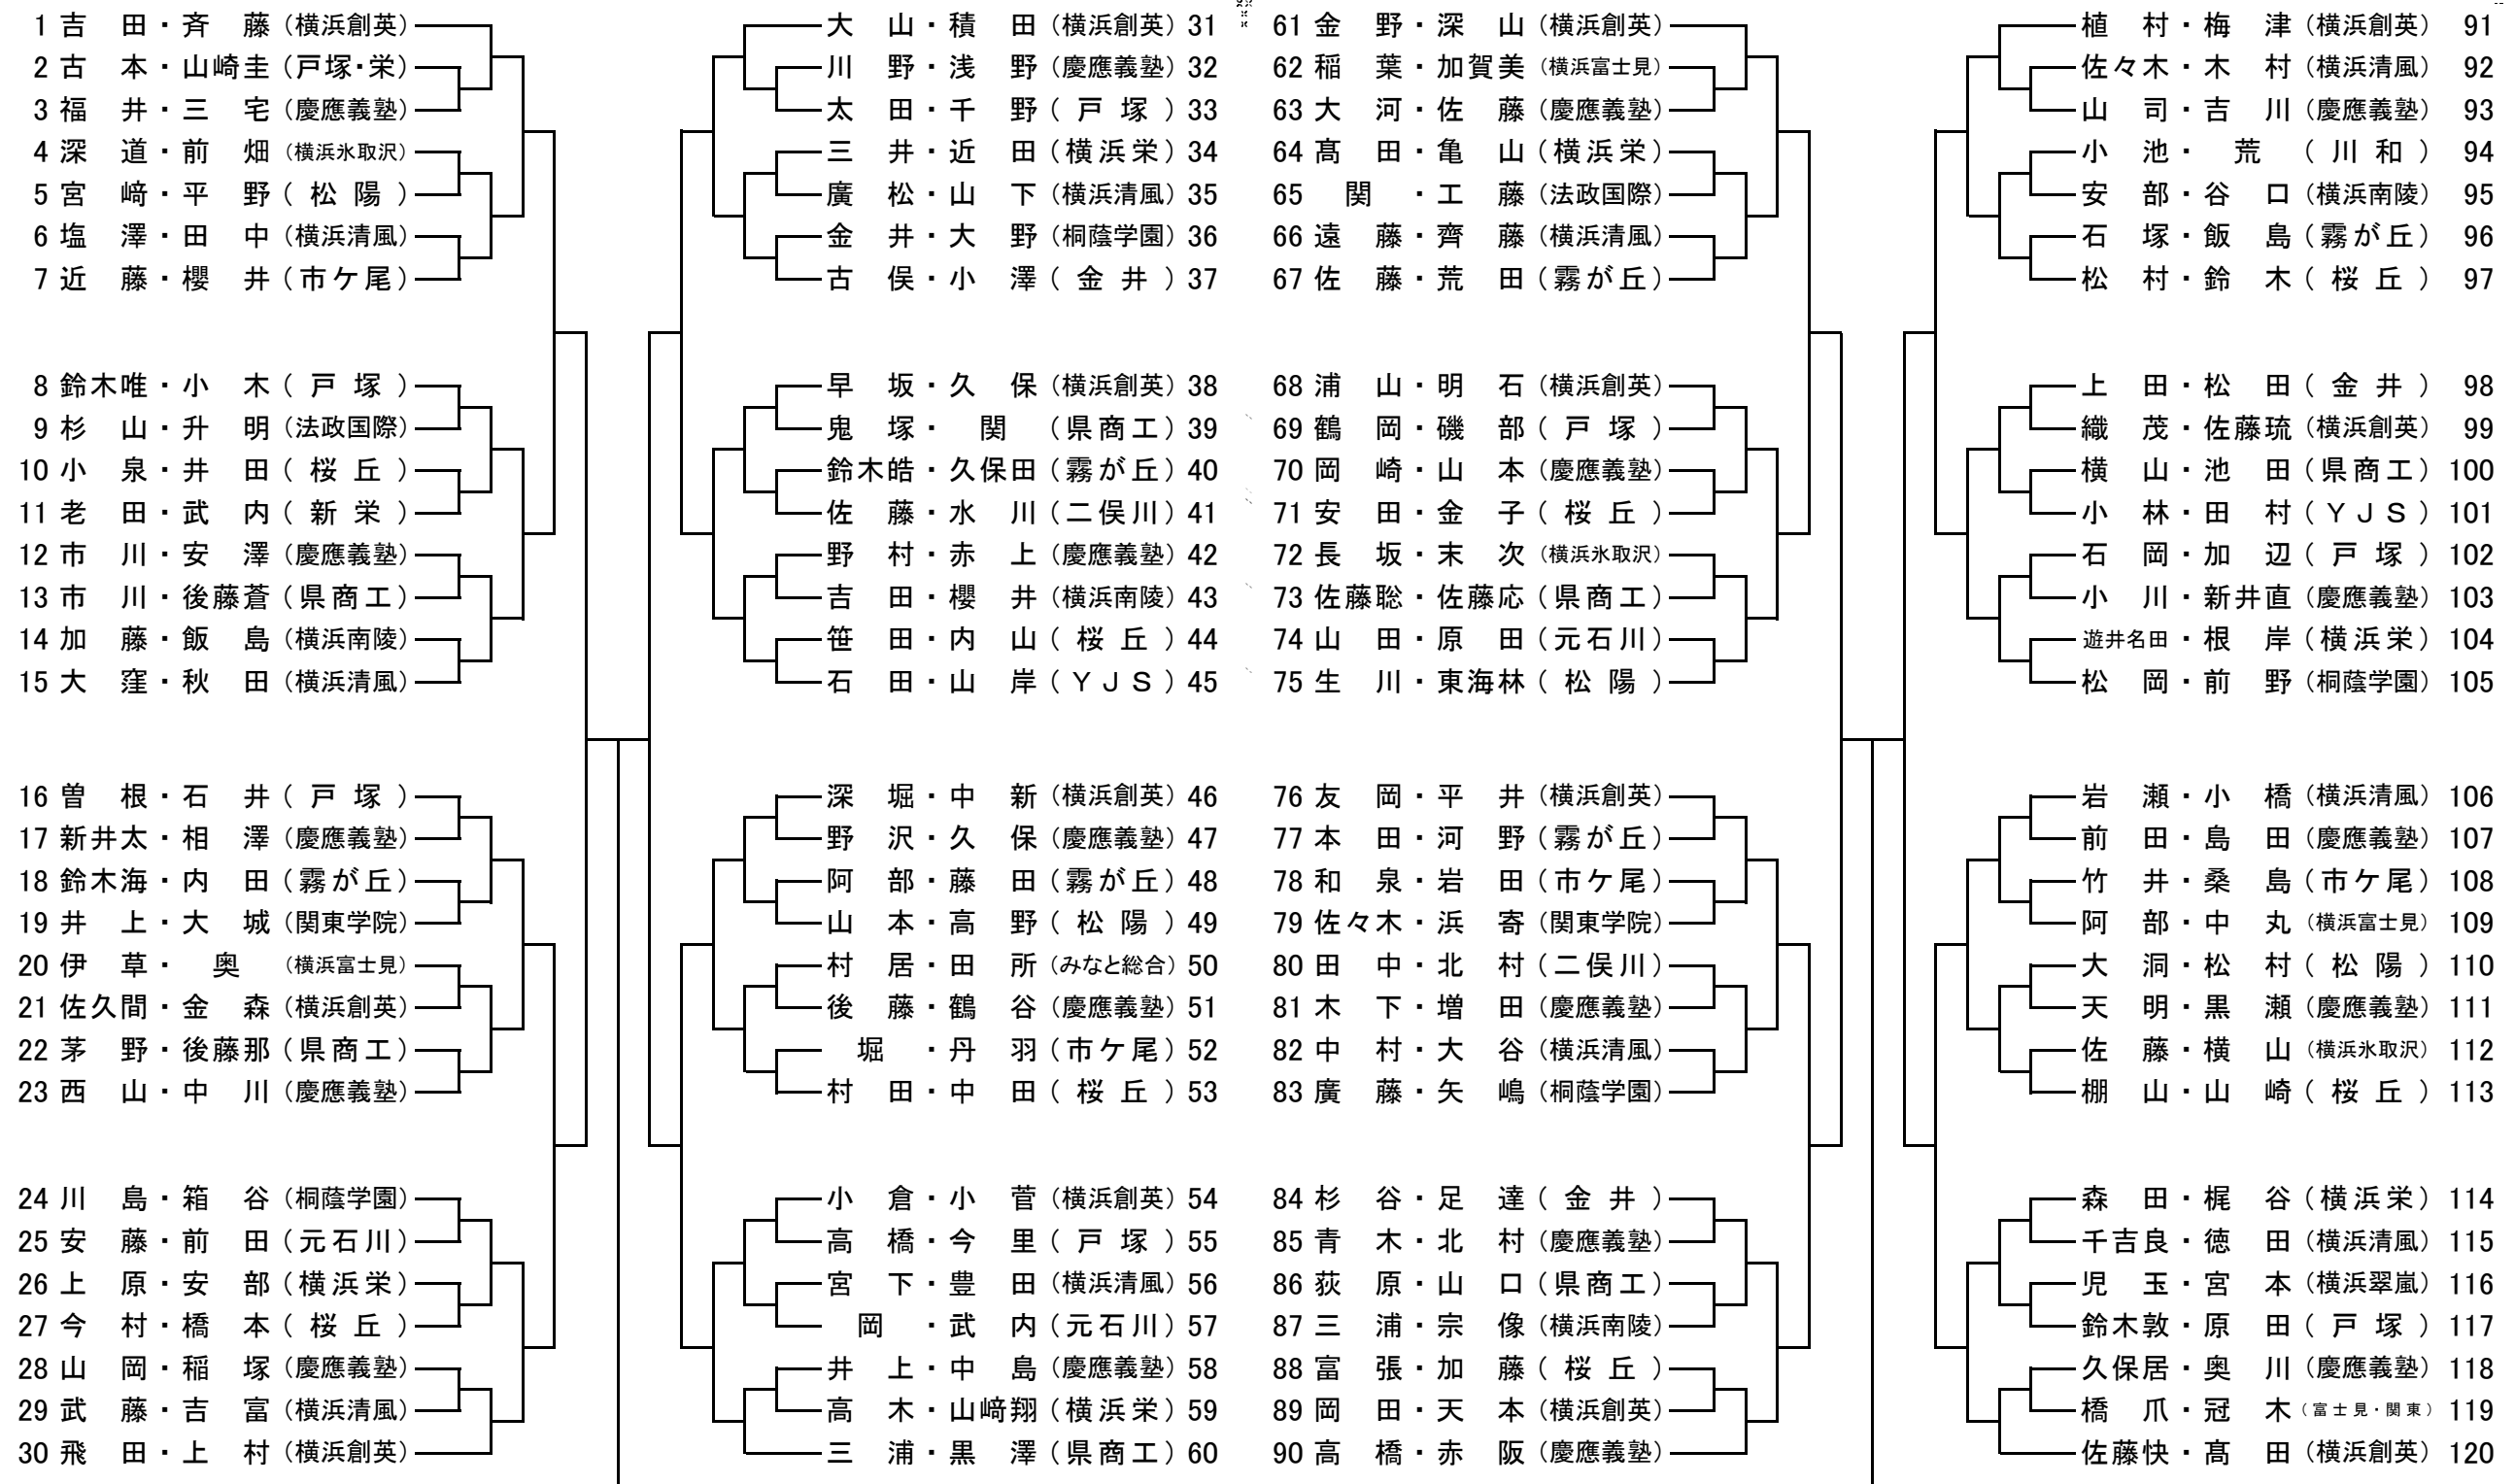 1 吉田・斉藤 (横浜創英)
2 古本・山崎圭 (戸塚・栄)
3 福井・三宅 (慶應義塾)
4 深道・前畑 (横浜氷取沢)
5 宮﨑・平野 (松陽)
6 塩澤・田中 (横浜清風)
7 近藤・櫻井 (市ケ尾)
8 鈴木唯・小木 (戸塚)
9 杉山・升明 (法政国際)
10 小泉・井田 (桜丘)
11 老田・武内 (新栄)
12 市川・安澤 (慶應義塾)
13 市川・後藤蒼 (県商工)
14 加藤・飯島 (横浜南陵)
15 大窪・秋田 (横浜清風)
16 曽根・石井 (戸塚)
17 新井太・相澤 (慶應義塾)
18 鈴木海・内田 (霧が丘)
19 井上・大城 (関東学院)
20 伊草・奥 (横浜富士見)
21 佐久間・金森 (横浜創英)
22 茅野・後藤那 (県商工)
23 西山・中川 (慶應義塾)
24 川島・箱谷 (桐蔭学園)
25 安藤・前田 (元石川)
26 上原・安部 (横浜栄)
27 今村・橋本 (桜丘)
28 山岡・稲塚 (慶應義塾)
29 武藤・吉富 (横浜清風)
30 飛田・上村 (横浜創英)
大山・積田 (横浜創英) 31
川野・浅野 (慶應義塾) 32
太田・千野 (戸塚) 33
三井・近田 (横浜栄) 34
廣松・山下 (横浜清風) 35
金井・大野 (桐蔭学園) 36
古俣・小澤 (金井) 37
早坂・久保 (横浜創英) 38
鬼塚・関 (県商工) 39
鈴木皓・久保田 (霧が丘) 40
佐藤・水川 (二俣川) 41
野村・赤上 (慶應義塾) 42
吉田・櫻井 (横浜南陵) 43
笹田・内山 (桜丘) 44
石田・山岸 (ＹＪＳ) 45
深堀・中新 (横浜創英) 46
野沢・久保 (慶應義塾) 47
阿部・藤田 (霧が丘) 48
山本・高野 (松陽) 49
村居・田所 (みなと総合) 50
後藤・鶴谷 (慶應義塾) 51
堀・丹羽 (市ケ尾) 52
村田・中田 (桜丘) 53
小倉・小菅 (横浜創英) 54
高橋・今里 (戸塚) 55
宮下・豊田 (横浜清風) 56
岡・武内 (元石川) 57
井上・中島 (慶應義塾) 58
高木・山﨑翔 (横浜栄) 59
三浦・黒澤 (県商工) 60
61 金野・深山 (横浜創英)
62 稲葉・加賀美 (横浜富士見)
63 大河・佐藤 (慶應義塾)
64 髙田・亀山 (横浜栄)
65 関・工藤 (法政国際)
66 遠藤・齊藤 (横浜清風)
67 佐藤・荒田 (霧が丘)
68 浦山・明石 (横浜創英)
69 鶴岡・磯部 (戸塚)
70 岡崎・山本 (慶應義塾)
71 安田・金子 (桜丘)
72 長坂・末次 (横浜氷取沢)
73 佐藤聡・佐藤応 (県商工)
74 山田・原田 (元石川)
75 生川・東海林 (松陽)
76 友岡・平井 (横浜創英)
77 本田・河野 (霧が丘)
78 和泉・岩田 (市ケ尾)
79 佐々木・浜寄 (関東学院)
80 田中・北村 (二俣川)
81 木下・増田 (慶應義塾)
82 中村・大谷 (横浜清風)
83 廣藤・矢嶋 (桐蔭学園)
84 杉谷・足達 (金井)
85 青木・北村 (慶應義塾)
86 荻原・山口 (県商工)
87 三浦・宗像 (横浜南陵)
88 富張・加藤 (桜丘)
89 岡田・天本 (横浜創英)
90 高橋・赤阪 (慶應義塾)
植村・梅津 (横浜創英) 91
佐々木・木村 (横浜清風) 92
山司・吉川 (慶應義塾) 93
小池・荒 (川和) 94
安部・谷口 (横浜南陵) 95
石塚・飯島 (霧が丘) 96
松村・鈴木 (桜丘) 97
上田・松田 (金井) 98
織茂・佐藤琉 (横浜創英) 99
横山・池田 (県商工) 100
小林・田村 (ＹＪＳ) 101
石岡・加辺 (戸塚) 102
小川・新井直 (慶應義塾) 103
遊井名田・根岸 (横浜栄) 104
松岡・前野 (桐蔭学園) 105
岩瀬・小橋 (横浜清風) 106
前田・島田 (慶應義塾) 107
竹井・桑島 (市ケ尾) 108
阿部・中丸 (横浜富士見) 109
大洞・松村 (松陽) 110
天明・黒瀬 (慶應義塾) 111
佐藤・横山 (横浜氷取沢) 112
棚山・山崎 (桜丘) 113
森田・梶谷 (横浜栄) 114
千吉良・徳田 (横浜清風) 115
児玉・宮本 (横浜翠嵐) 116
鈴木敦・原田 (戸塚) 117
久保居・奥川 (慶應義塾) 118
橋爪・冠木 (富士見・関東) 119
佐藤快・髙田 (横浜創英) 120